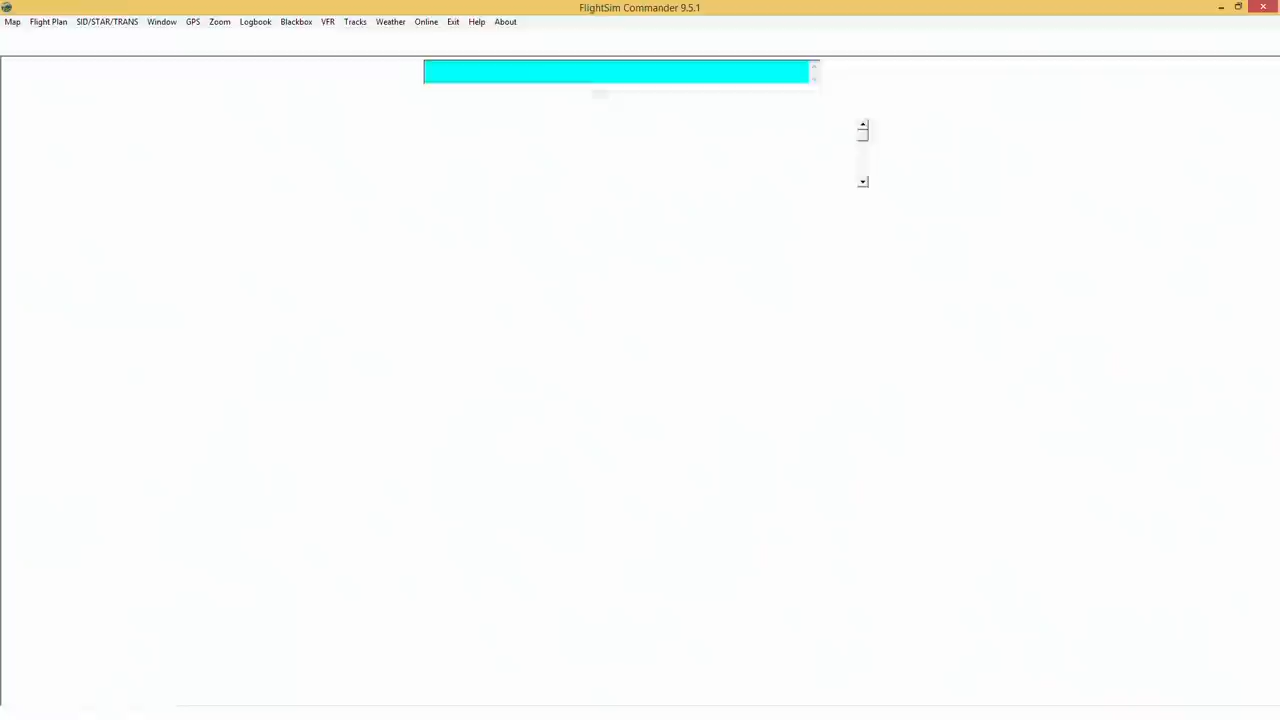 FlightSim Commander 9.5.1
Map Flight Plan SID/STAR/TRANS Window GPS Zoom Logbook Blackbox VFR Tracks Weather Online Exit Help About